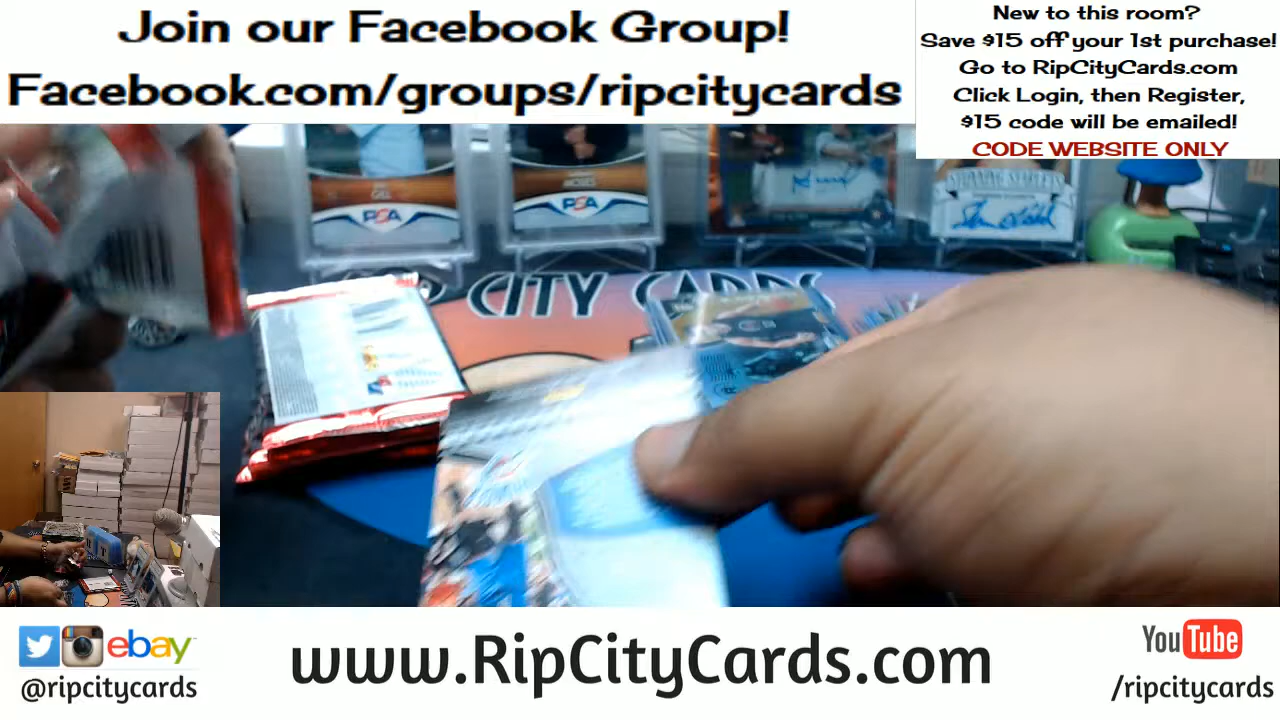 Join our Facebook Group!
Facebook.com/groups/ripcitycards
New to this room?
Save $15 off your 1st purchase!
Go to RipCityCards.com
Click Login, then Register,
$15 code will be emailed!
CODE WEBSITE ONLY
PSA
PSA
CITY CARDS
ebay
@ripcitycards
www.RipCityCards.com
YouTube
/ripcitycards